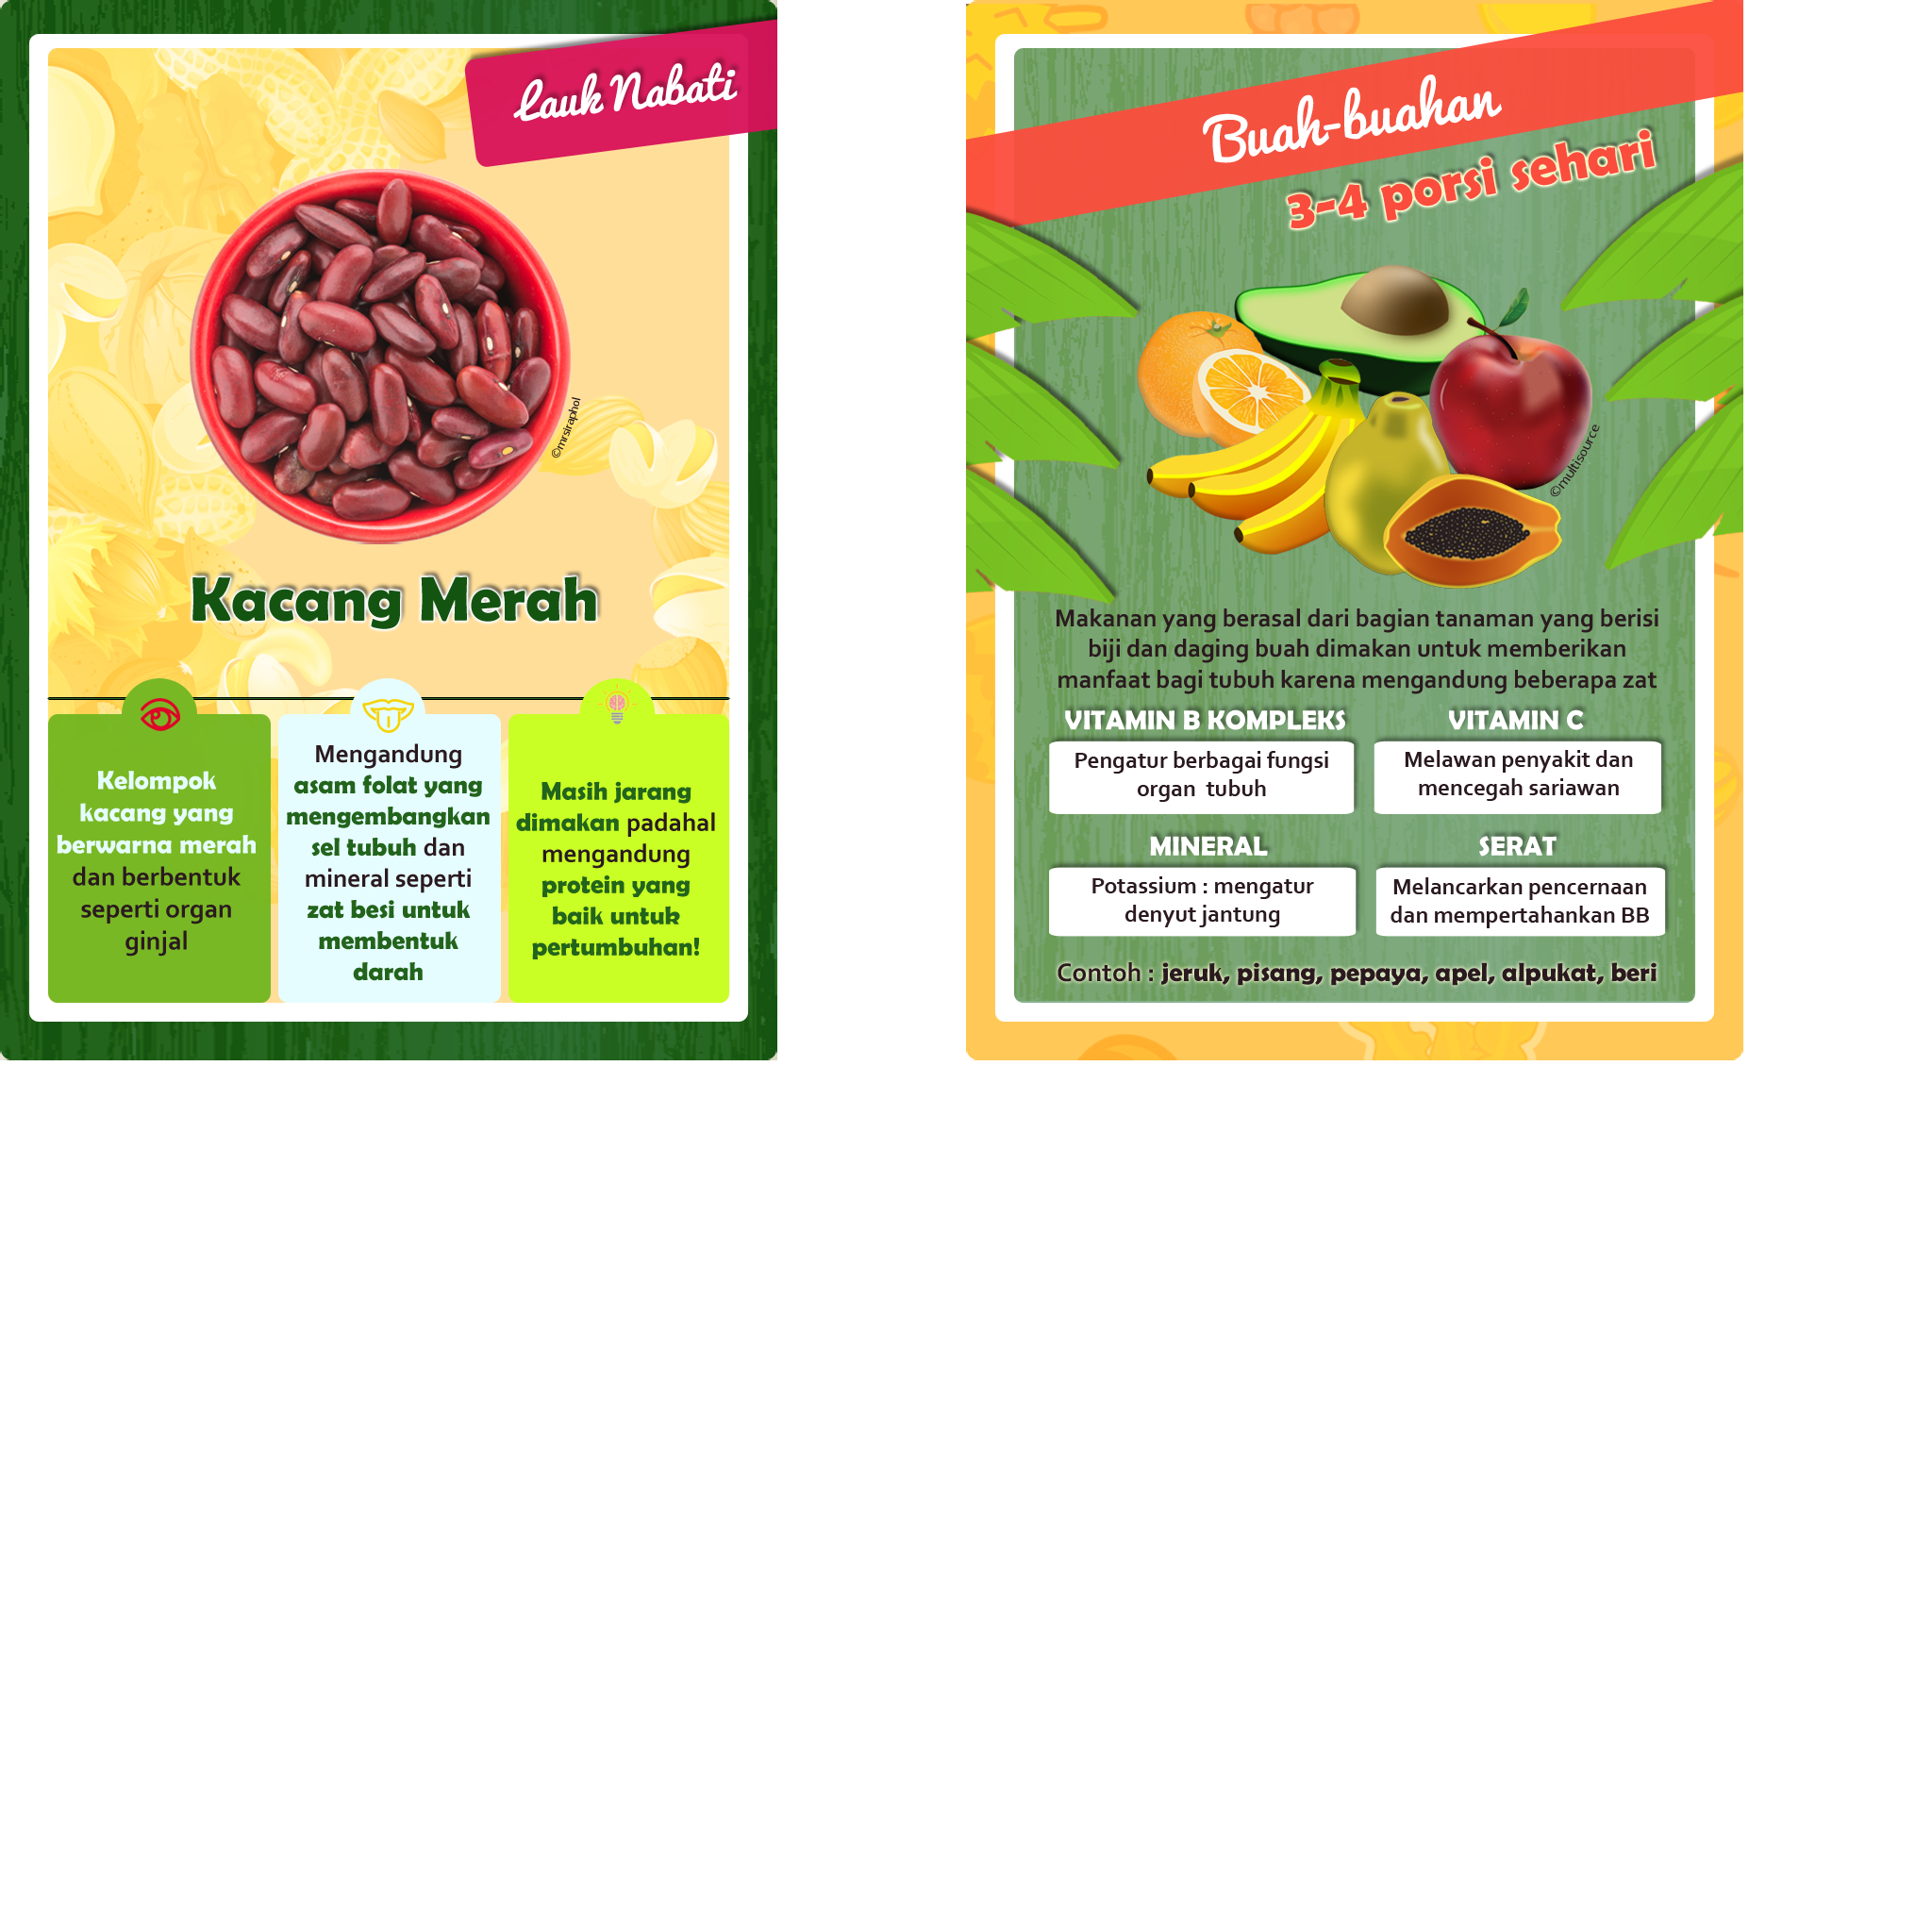 Lauk Nabati
©mrsiraphol
Kacang Merah
Kelompok
kacang yang
berwarna merah
dan berbentuk
seperti organ
ginjal
Mengandung
asam folat yang
mengembangkan
sel tubuh dan
mineral seperti
zat besi untuk
membentuk
darah
Masih jarang
dimakan padahal
mengandung
protein yang
baik untuk
pertumbuhan!
Buah-buahan
3-4 porsi sehari
©multisource
Makanan yang berasal dari bagian tanaman yang berisi
biji dan daging buah dimakan untuk memberikan
manfaat bagi tubuh karena mengandung beberapa zat
VITAMIN B KOMPLEKS
Pengatur berbagai fungsi
organ tubuh
VITAMIN C
Melawan penyakit dan
mencegah sariawan
MINERAL
Potassium : mengatur
denyut jantung
SERAT
Melancarkan pencernaan
dan mempertahankan BB
Contoh : jeruk, pisang, pepaya, apel, alpukat, beri